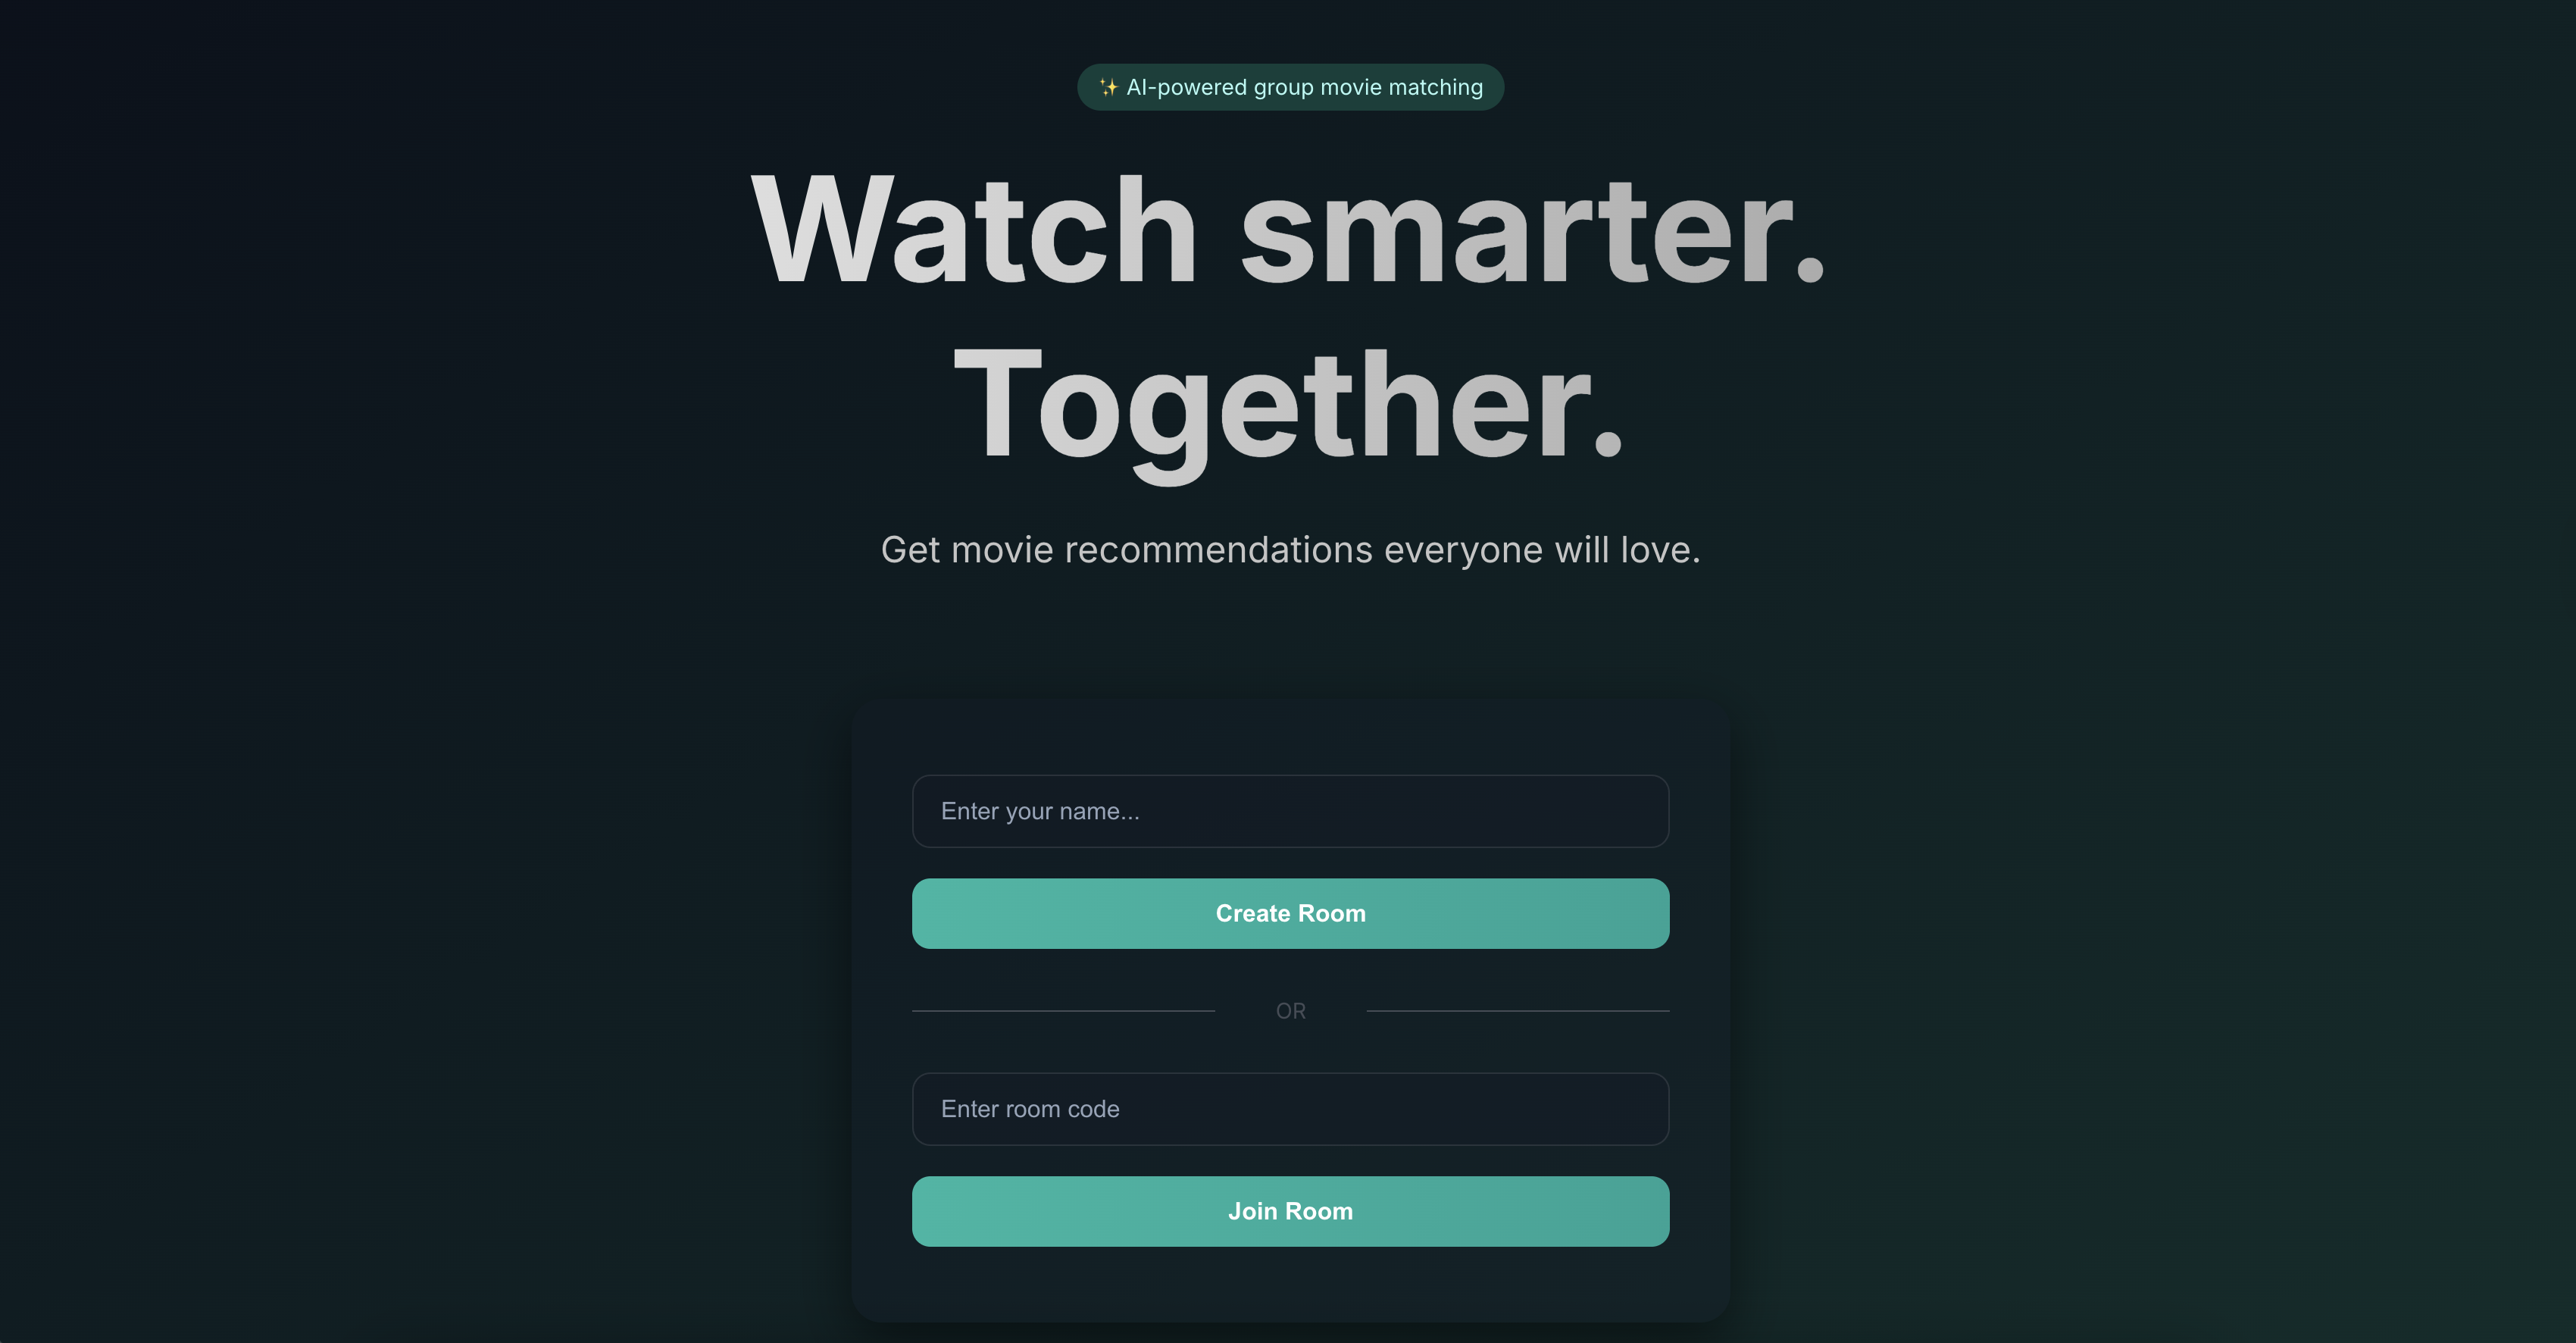 ✨ AI-powered group movie matching
Watch smarter.
Together.
Get movie recommendations everyone will love.
Enter your name...
Create Room
OR
Enter room code
Join Room